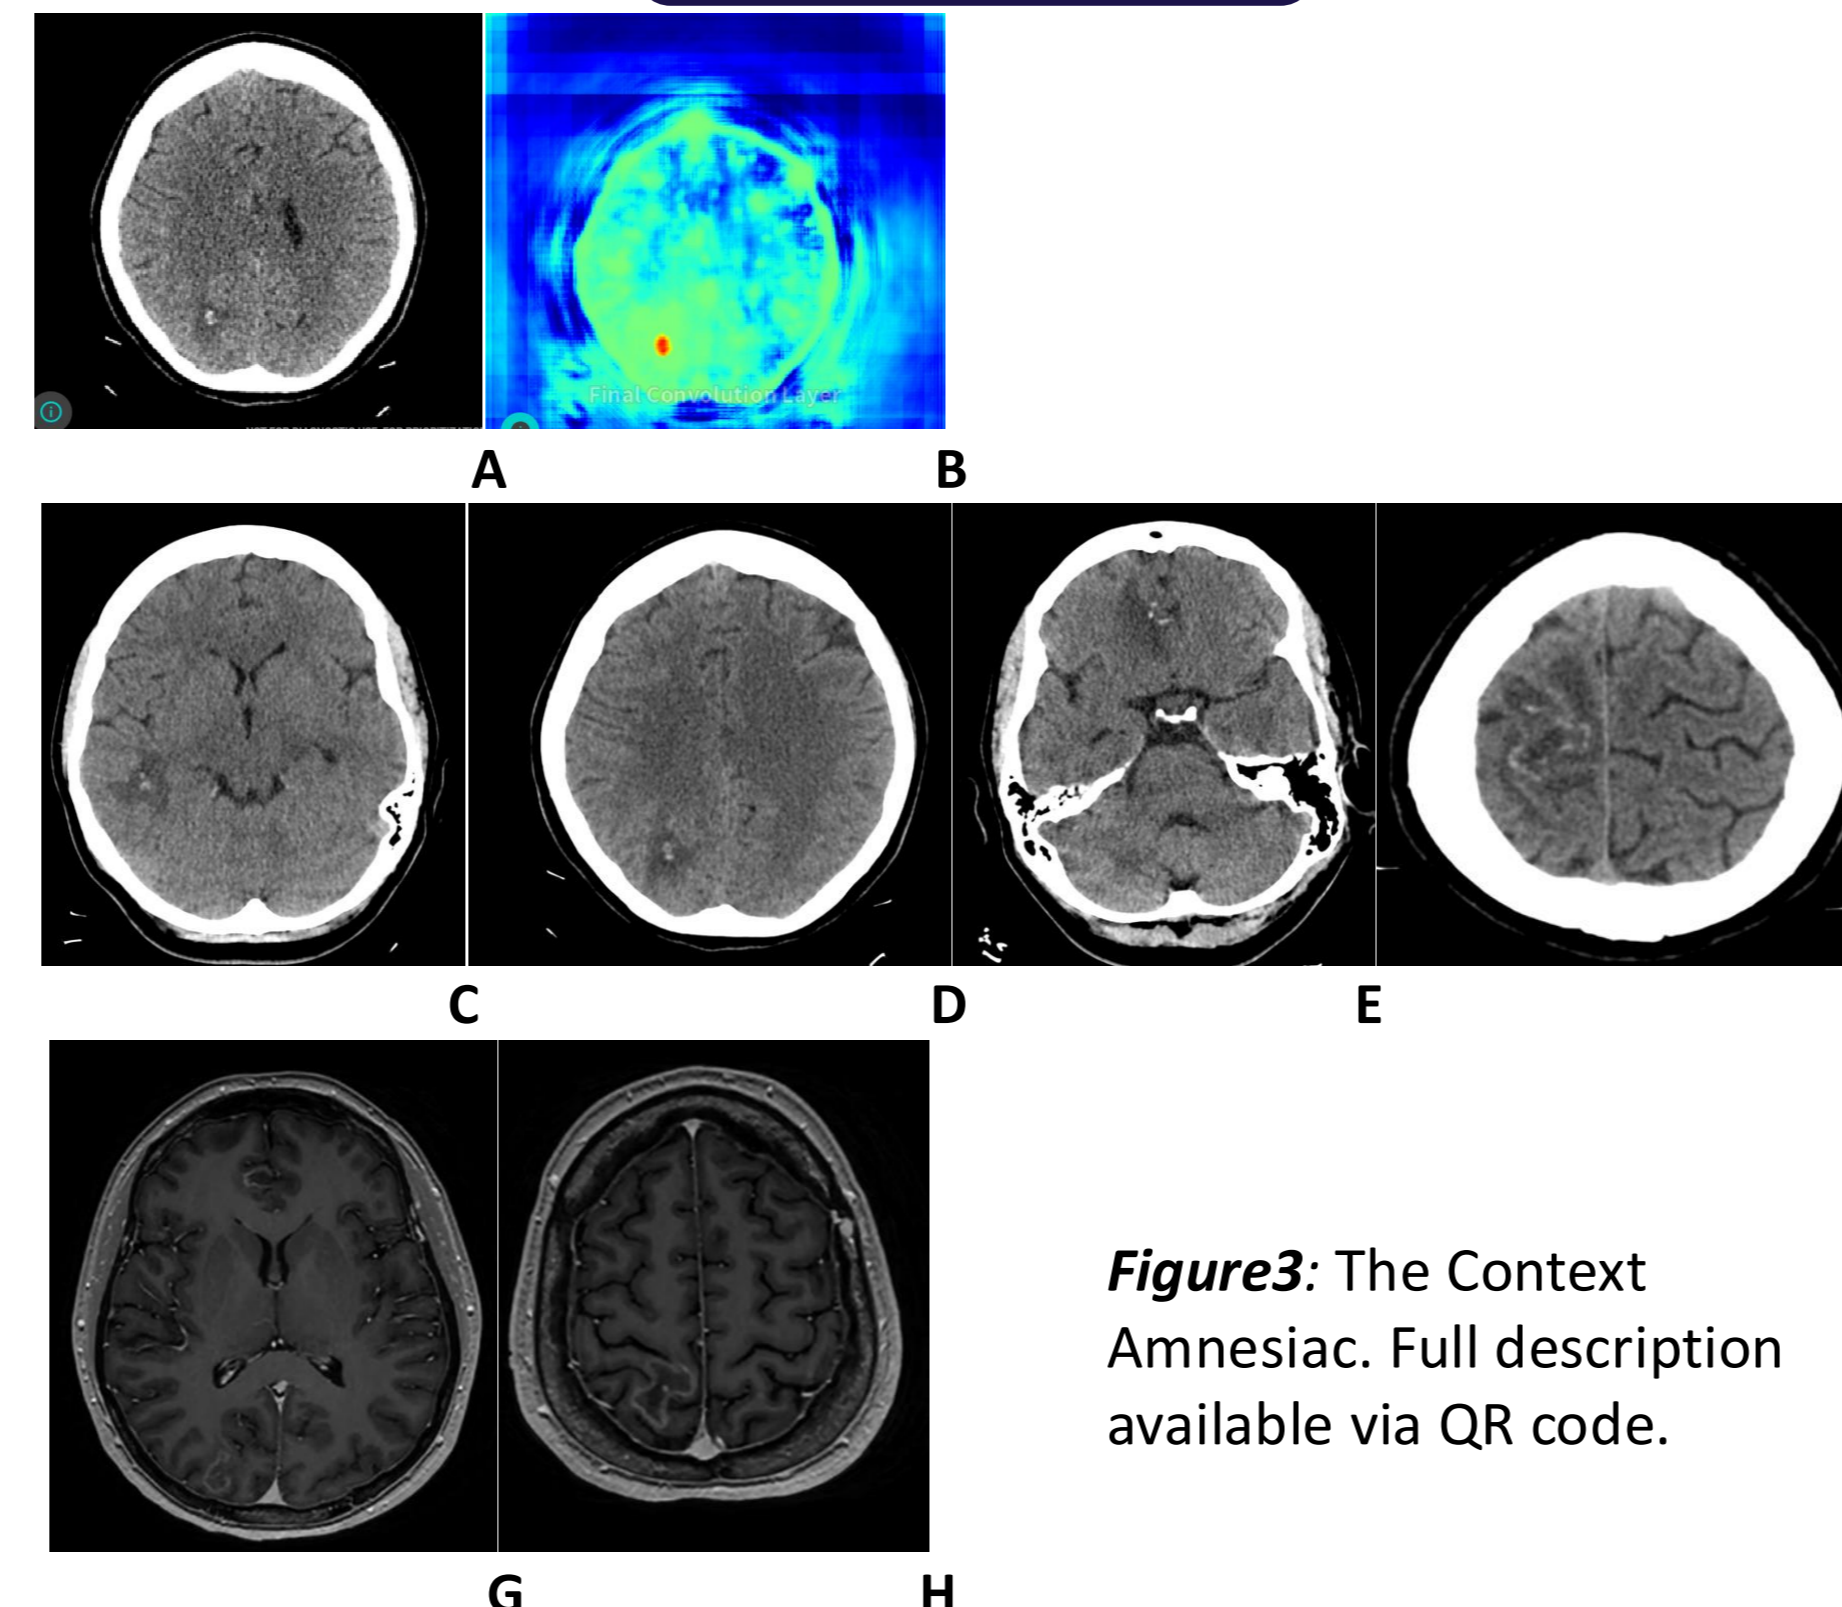 Final Convolution Layer
A
B
C
D
E
G
H
Figure3: The Context
Amnesiac. Full description
available via QR code.